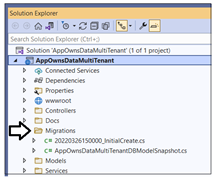 Solution Explorer
Search Solution Explorer (Ctrl+;)
Solution 'AppOwnsDataMultiTenant' (1 of 1 project)
AppOwnsDataMultiTenant
Connected Services
Dependencies
Properties
wwwroot
Controllers
Docs
Migrations
C# 20220326150000_InitialCreate.cs
C# AppOwnsDataMultiTenantDBModelSnapshot.cs
Models
Services